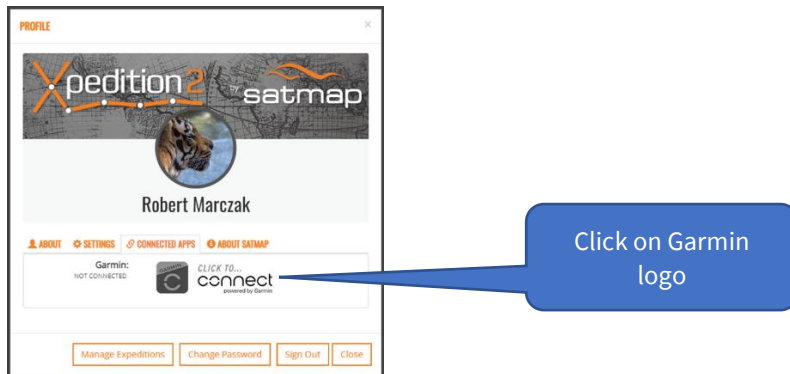 PROFILE
×
Xpedition2 by satmap
Robert Marczak
ABOUT SETTINGS CONNECTED APPS ABOUT SATMAP
Garmin:
NOT CONNECTED
GARMIN
CLICK TO...
connect
powered by Garmin
Click on Garmin
logo
Manage Expeditions Change Password Sign Out Close